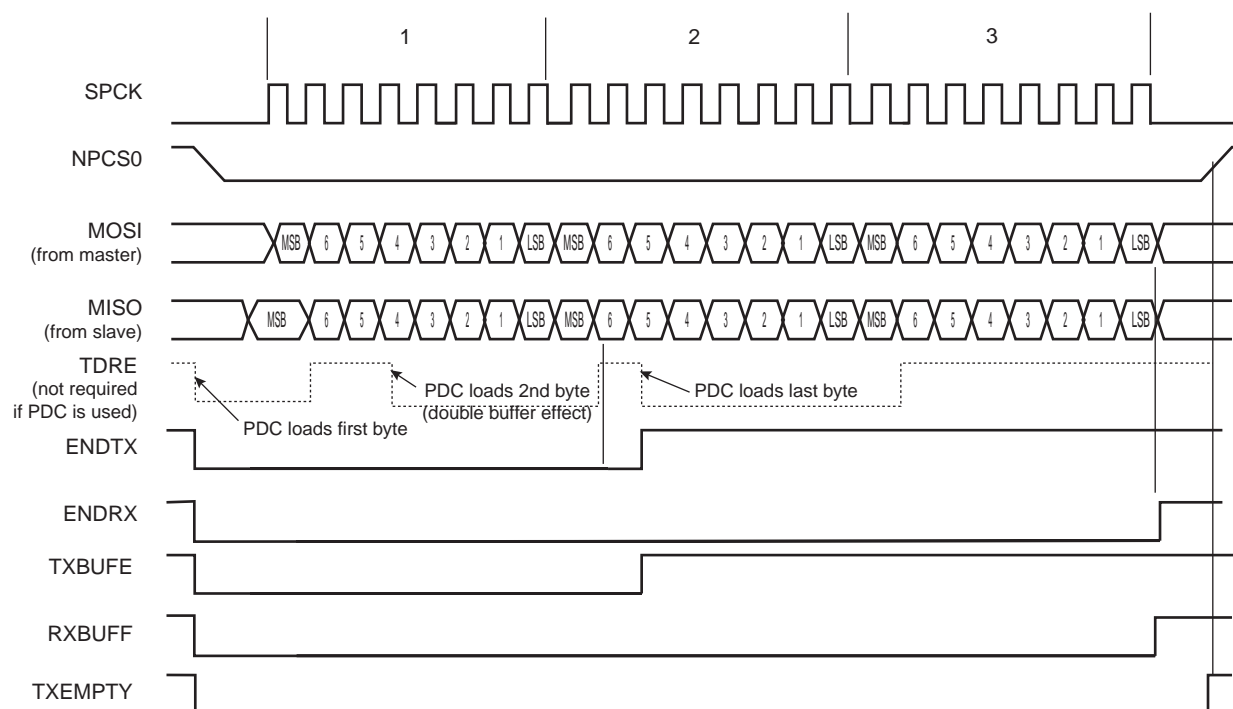 1 2 3
SPCK
NPCS0
MOSI
(from master)
MSB 6 5 4 3 2 1 LSB MSB 6 5 4 3 2 1 LSB MSB 6 5 4 3 2 1 LSB
MISO
(from slave)
MSB 6 5 4 3 2 1 LSB MSB 6 5 4 3 2 1 LSB MSB 6 5 4 3 2 1 LSB
TDRE
(not required
if PDC is used)
PDC loads first byte
PDC loads 2nd byte
(double buffer effect)
PDC loads last byte
ENDTX
ENDRX
TXBUFE
RXBUFF
TXEMPTY